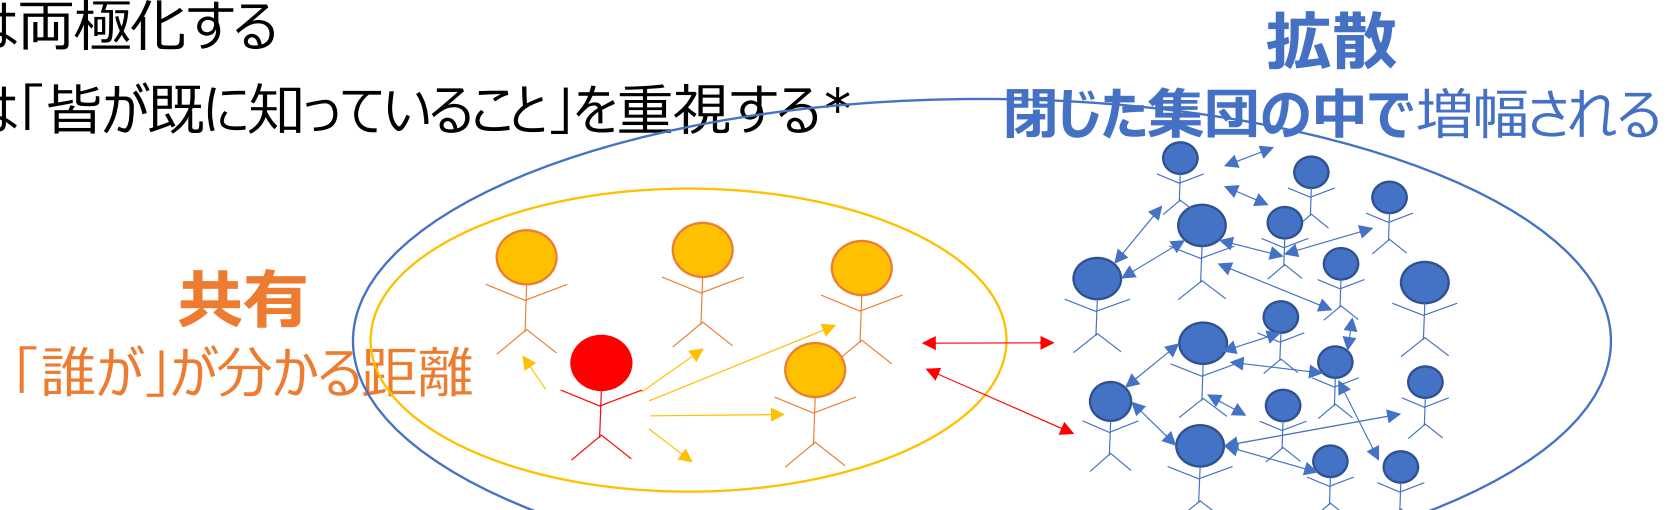 は両極化する
は「皆が既に知っていること」を重視する*
拡散
閉じた集団の中で増幅される
共有
「誰が」が分かる距離